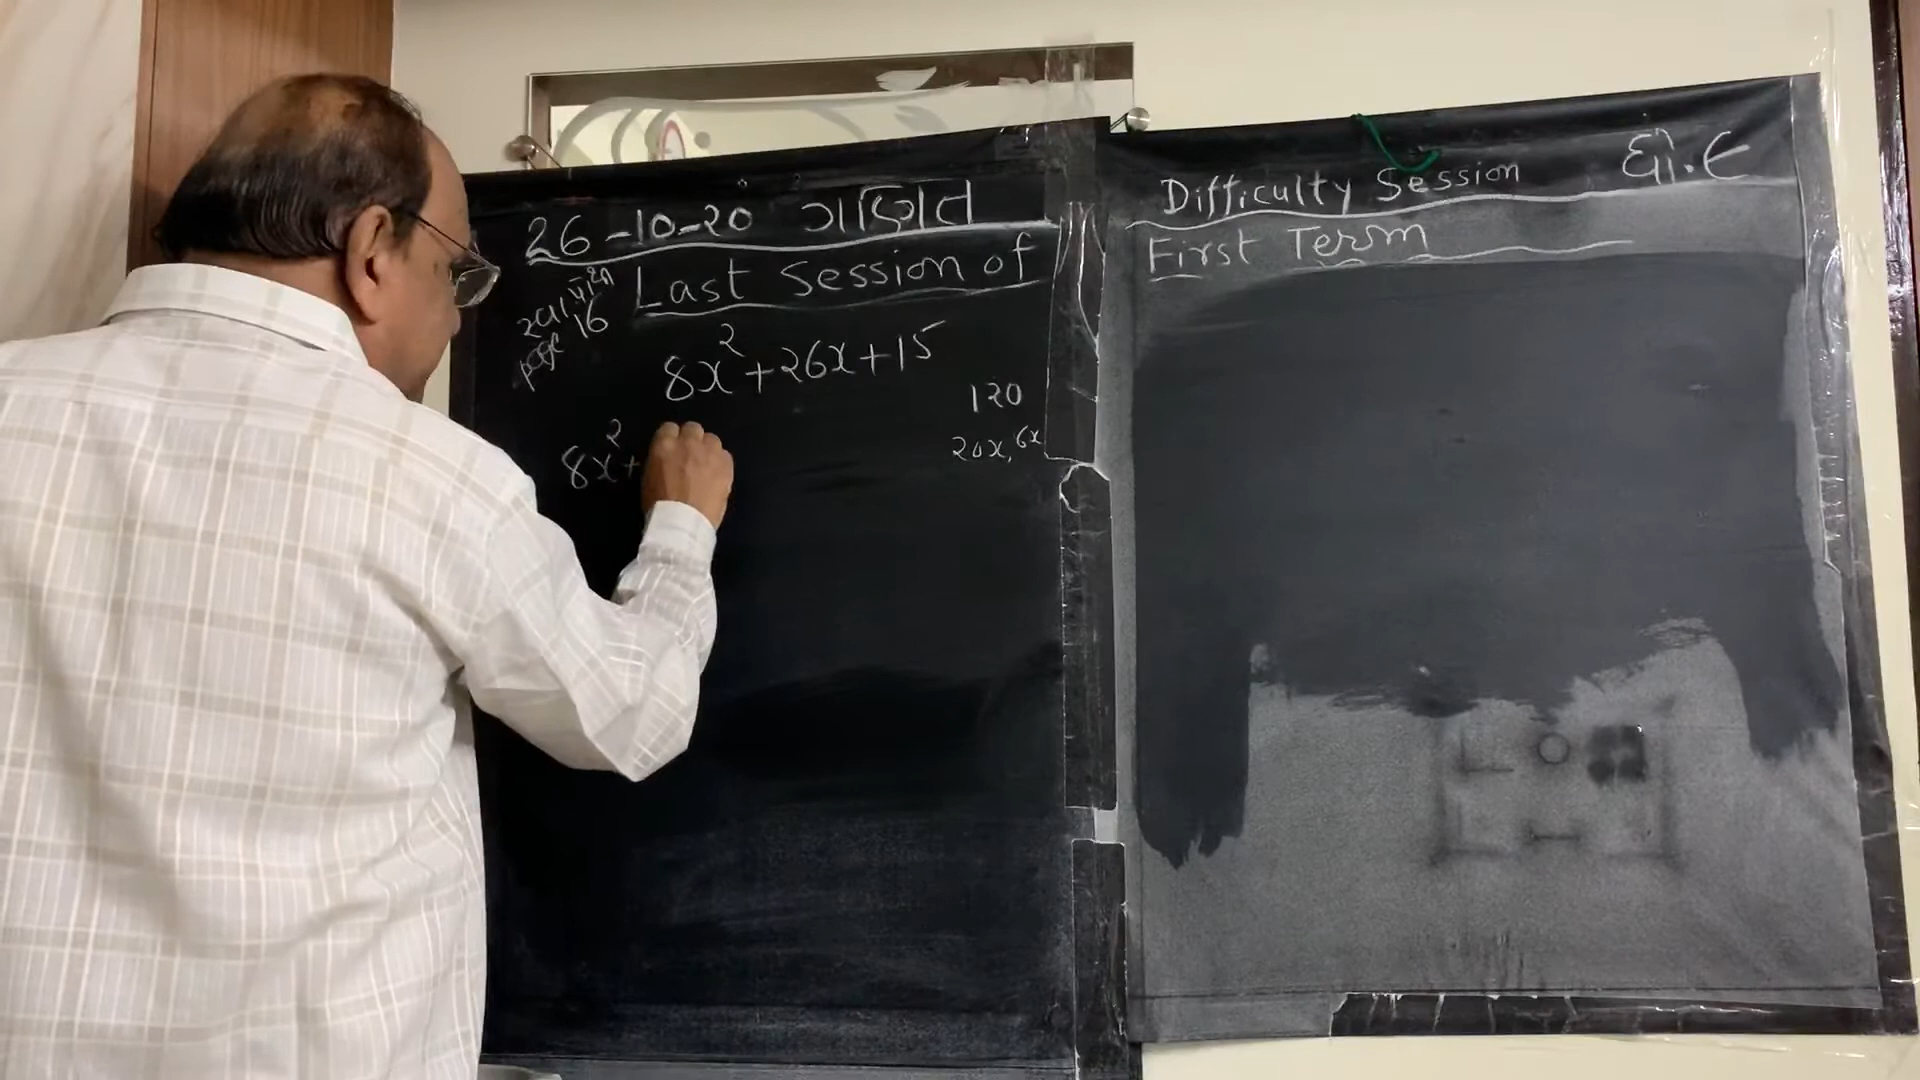 26-10-20 ગણિત
Last Session of
page 16
8x²+26x+15
120
20x, 6x
8x²+
Difficulty Session ધો. ૯
First Term